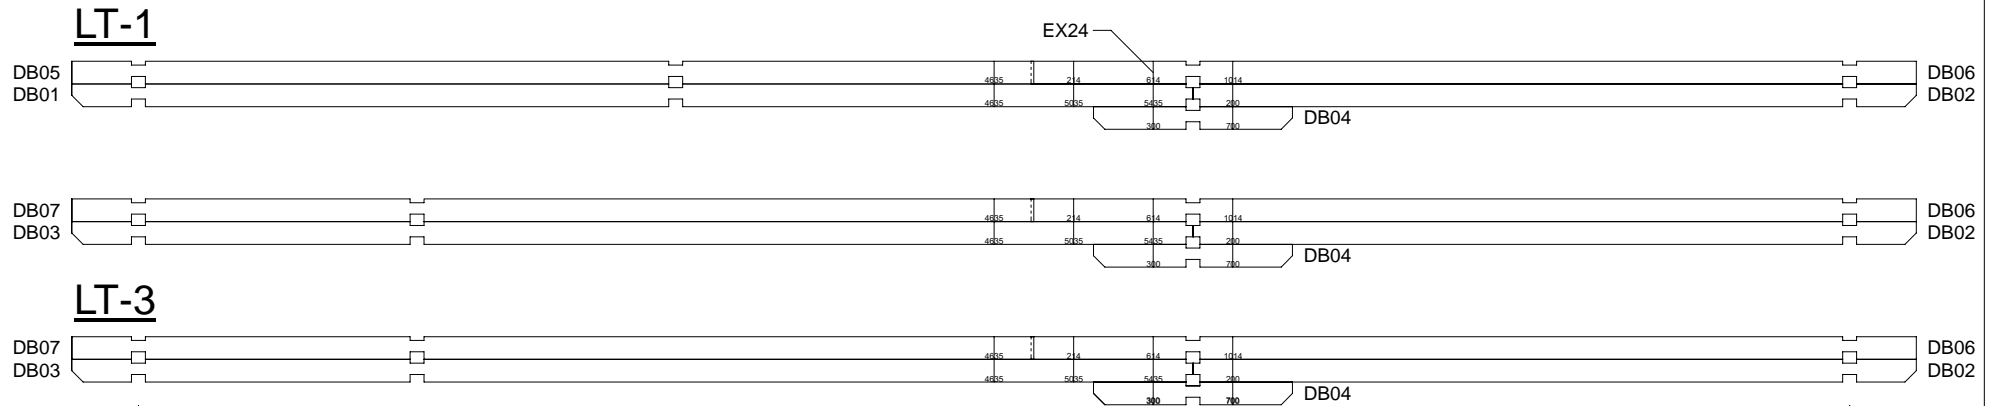 LT-1
EX24
DB05 4635 214 614 1014 DB06
DB01 4635 5035 5435 200 DB02
300 700 DB04
DB07 4635 214 614 1014 DB06
DB03 4635 5035 5435 200 DB02
300 700 DB04
LT-3
DB07 4635 214 614 1014 DB06
DB03 4635 5035 5435 200 DB02
300 700 DB04